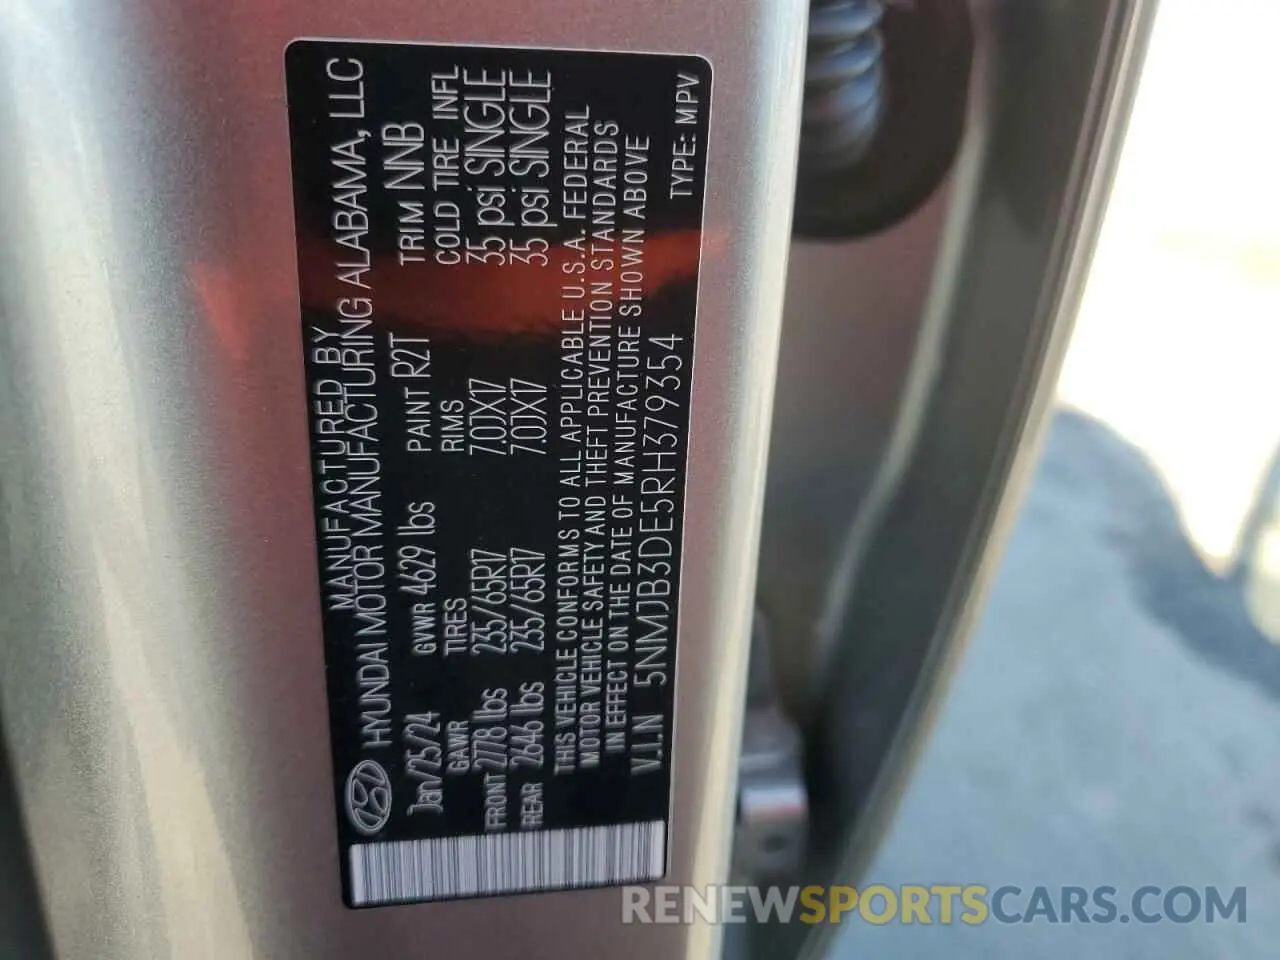 MANUFACTURED BY
HYUNDAI MOTOR MANUFACTURING ALABAMA, LLC
Jan/25/24 GVWR 4629 lbs PAINT R2T TRIM NNB
GAWR TIRES RIMS COLD TIRE INFL
FRONT 2778 lbs 235/65R17 7.0JX17 35 psi SINGLE
REAR 2646 lbs 235/65R17 7.0JX17 35 psi SINGLE
THIS VEHICLE CONFORMS TO ALL APPLICABLE U.S.A. FEDERAL
MOTOR VEHICLE SAFETY AND THEFT PREVENTION STANDARDS
IN EFFECT ON THE DATE OF MANUFACTURE SHOWN ABOVE
V.I.N 5NMJB3DE5RH379354
TYPE: MPV
RENEWSPORTSCARS.COM